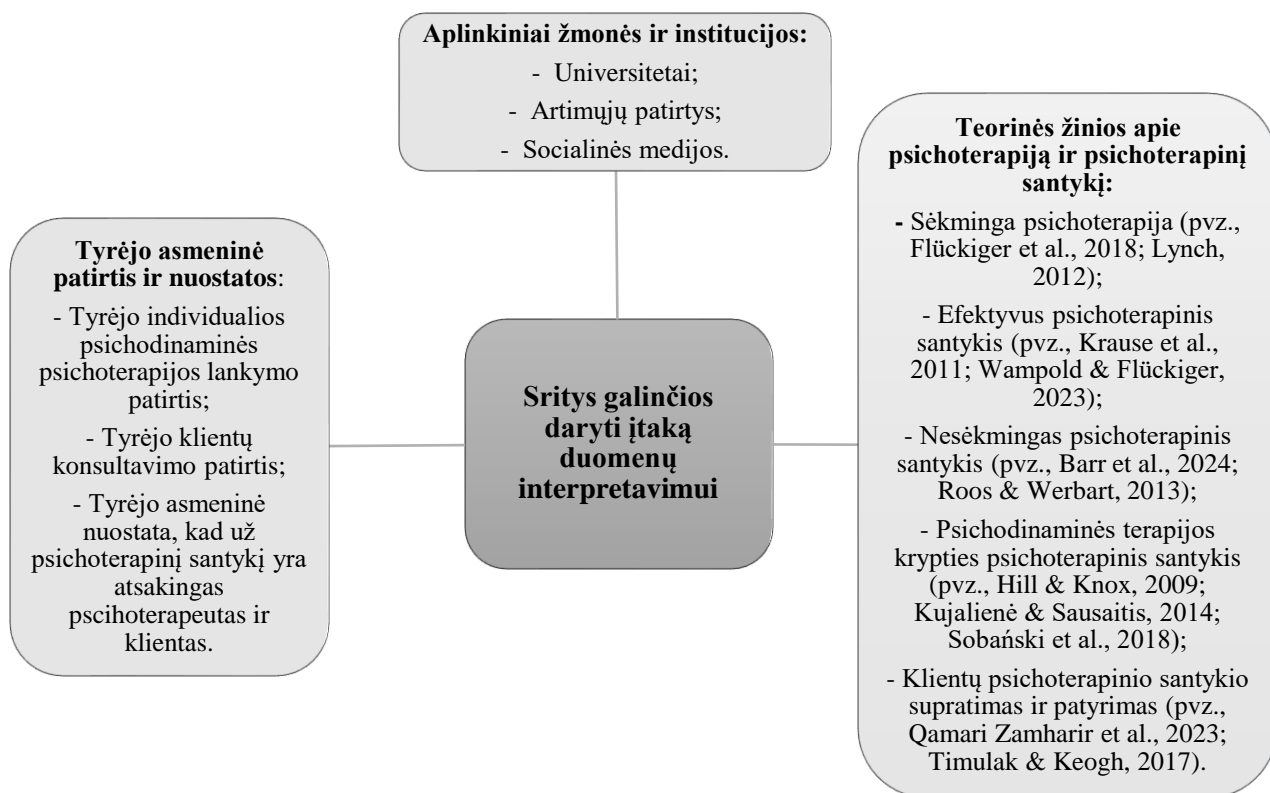 Aplinkiniai žmonės ir institucijos:
- Universitetai;
- Artimųjų patirtys;
- Socialinės medijos.
Tyrėjo asmeninė
patirtis ir nuostatos:
- Tyrėjo individualios
psichodinaminės
psichoterapijos lankymo
patirtis;
- Tyrėjo klientų
konsultavimo patirtis;
- Tyrėjo asmeninė
nuostata, kad už
psichoterapinį santykį yra
atsakingas
pscihoterapeutas ir
klientas.
Sritys galinčios
daryti įtaką
duomenų
interpretavimui
Teorinės žinios apie
psichoterapiją ir psichoterapinį
santykį:
- Sėkminga psichoterapija (pvz.,
Flückiger et al., 2018; Lynch,
2012);
- Efektyvus psichoterapinis
santykis (pvz., Krause et al.,
2011; Wampold & Flückiger,
2023);
- Nesėkmingas psichoterapinis
santykis (pvz., Barr et al., 2024;
Roos & Werbart, 2013);
- Psichodinaminės terapijos
krypties psichoterapinis santykis
(pvz., Hill & Knox, 2009;
Kujalienė & Sausaitis, 2014;
Sobański et al., 2018);
- Klientų psichoterapinio santykio
supratimas ir patyrimas (pvz.,
Qamari Zamharir et al., 2023;
Timulak & Keogh, 2017).